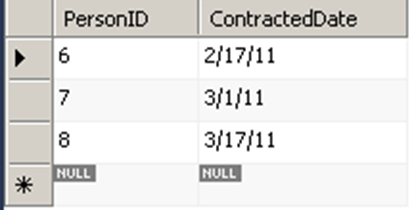 PersonID ContractedDate
6 2/17/11
7 3/1/11
8 3/17/11
NULL NULL